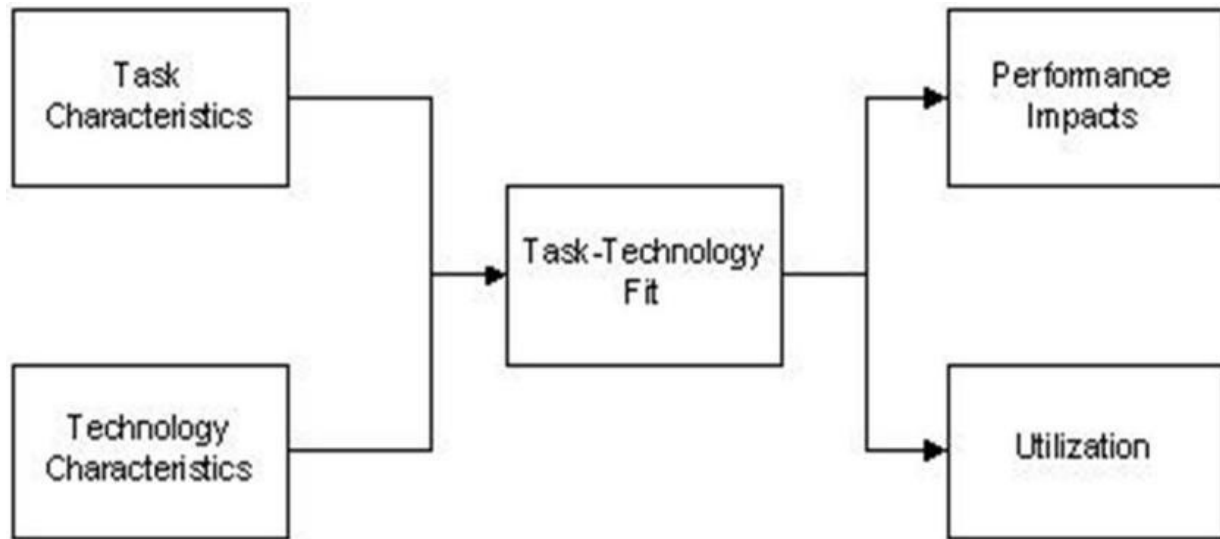 Task
Characteristics
Performance
Impacts
Task-Technology
Fit
Technology
Characteristics
Utilization